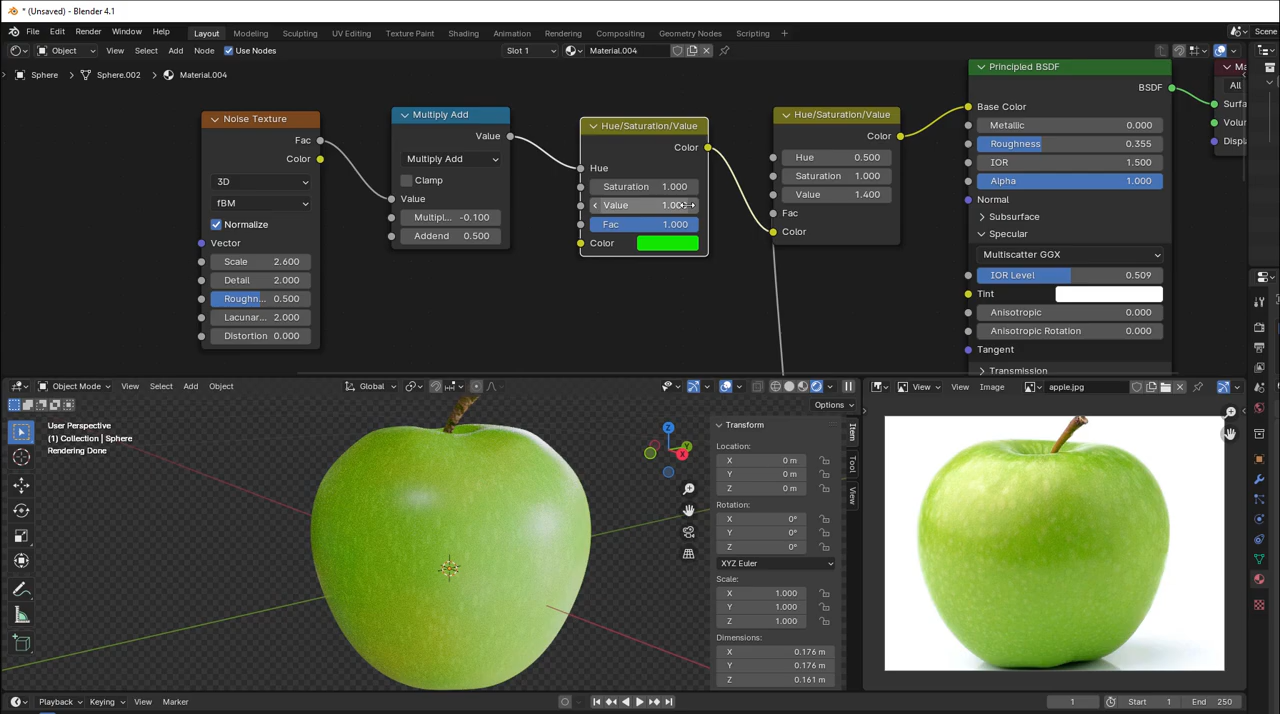 * (Unsaved) - Blender 4.1
File Edit Render Window Help Layout Modeling Sculpting UV Editing Texture Paint Shading Animation Rendering Compositing Geometry Nodes Scripting + Scene
Object View Select Add Node Use Nodes Slot 1 Material.004
Sphere > Sphere.002 > Material.004
Noise Texture
Fac
Color
3D
fBM
Normalize
Vector
Scale 2.600
Detail 2.000
Roughn... 0.500
Lacunar... 2.000
Distortion 0.000
Multiply Add
Value
Multiply Add
Clamp
Value
Multipl... -0.100
Addend 0.500
Hue/Saturation/Value
Color
Hue
Saturation 1.000
Value 1.00
Fac 1.000
Color
Hue/Saturation/Value
Color
Hue 0.500
Saturation 1.000
Value 1.400
Fac
Color
Principled BSDF
BSDF
Base Color
Metallic 0.000
Roughness 0.355
IOR 1.500
Alpha 1.000
Normal
Subsurface
Specular
Multiscatter GGX
IOR Level 0.509
Tint
Anisotropic 0.000
Anisotropic Rotation 0.000
Tangent
Transmission
Ma
All
Surfa
Volur
Displ
Object Mode View Select Add Object Global
Options
User Perspective
(1) Collection | Sphere
Rendering Done
Z
Y
X
Item
Tool
View
Transform
Location:
X 0 m
Y 0 m
Z 0 m
Rotation:
X 0°
Y 0°
Z 0°
XYZ Euler
Scale:
X 1.000
Y 1.000
Z 1.000
Dimensions:
X 0.176 m
Y 0.176 m
Z 0.161 m
View View Image apple.jpg
Playback Keying View Marker 1 Start 1 End 250